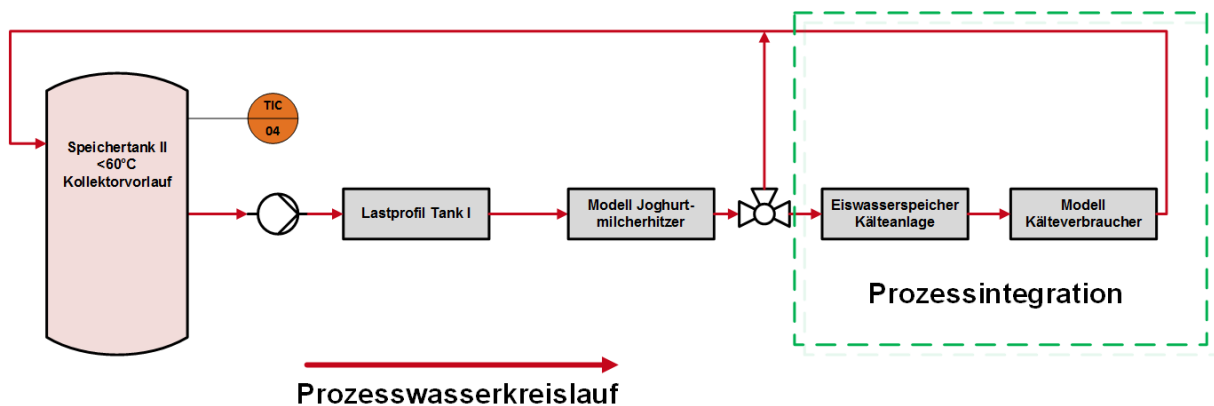 TIC
04
Speichertank II
<60°C
Kollektorvorlauf
Lastprofil Tank I
Modell Joghurt-
milcherhitzer
Eiswasserspeicher
Kälteanlage
Modell
Kälteverbraucher
Prozessintegration
Prozesswasserkreislauf